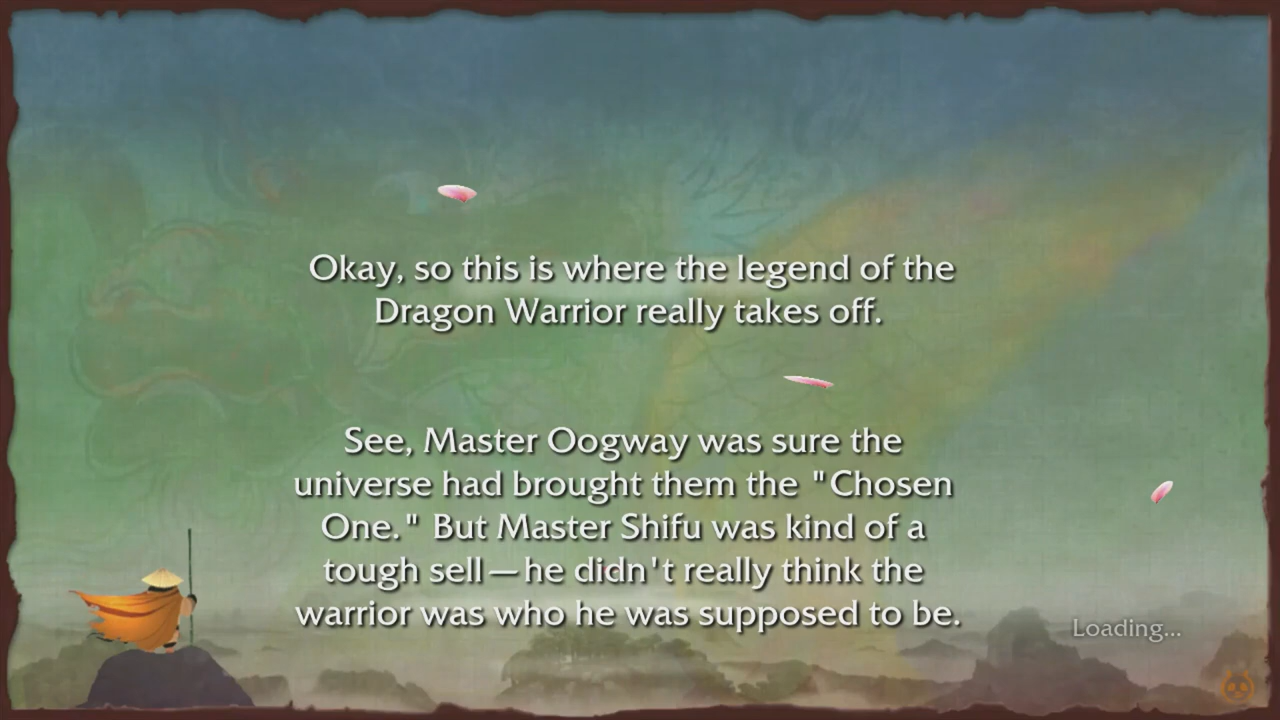 Okay, so this is where the legend of the
Dragon Warrior really takes off.
See, Master Oogway was sure the
universe had brought them the "Chosen
One." But Master Shifu was kind of a
tough sell—he didn't really think the
warrior was who he was supposed to be.
Loading...